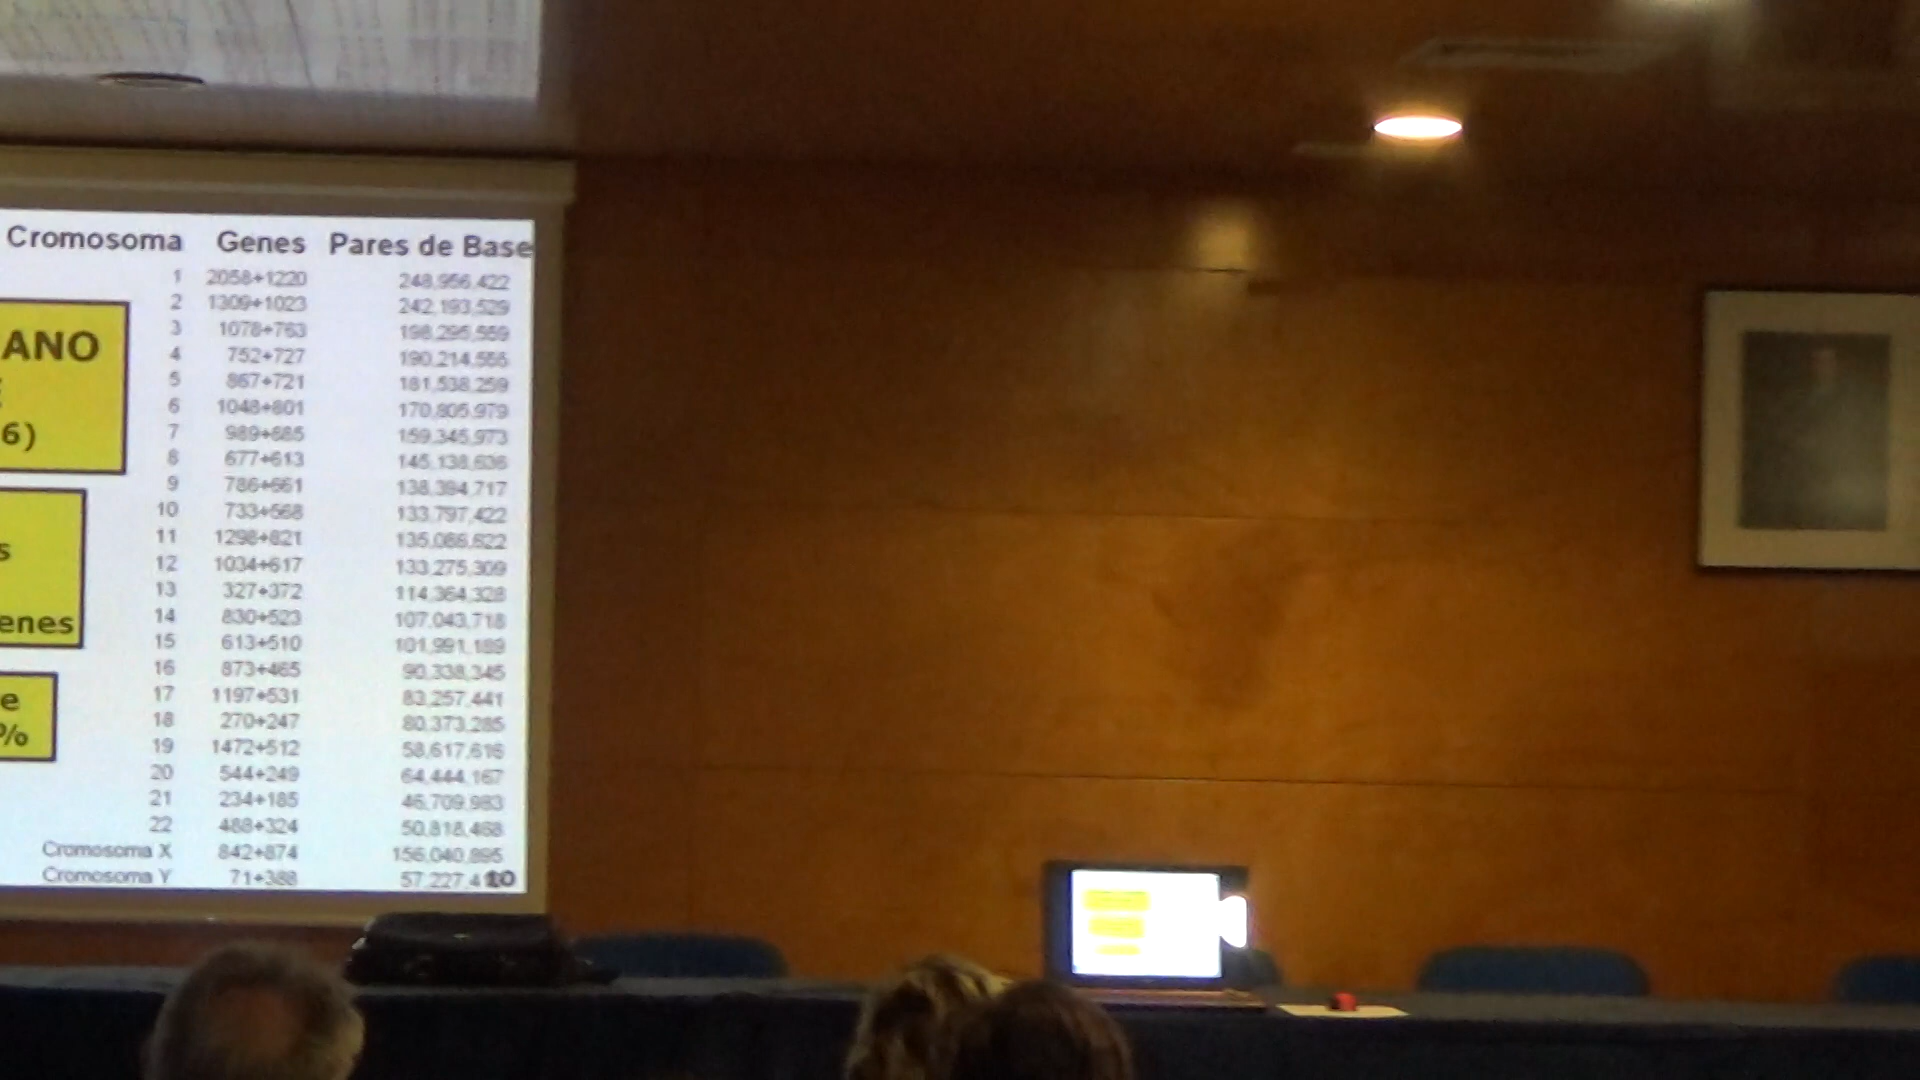 Cromosoma Genes Pares de Base
1 2058+1220 248,956,422
2 1309+1023 242,193,529
3 1078+763 198,295,559
4 752+727 190,214,555
5 867+721 181,538,259
6 1048+801 170,805,979
7 989+885 159,345,973
8 677+613 145,138,636
9 786+661 138,394,717
10 733+568 133,797,422
11 1298+821 135,086,622
12 1034+617 133,275,309
13 327+372 114,364,328
14 830+523 107,043,718
15 613+510 101,991,189
16 873+465 90,338,345
17 1197+531 83,257,441
18 270+247 80,373,285
19 1472+512 58,617,616
20 544+249 64,444,167
21 234+185 46,709,983
22 488+324 50,818,468
Cromosoma X 842+874 156,040,895
Cromosoma Y 71+388 57,227,4
10
ANO
6)
s
enes
e
%